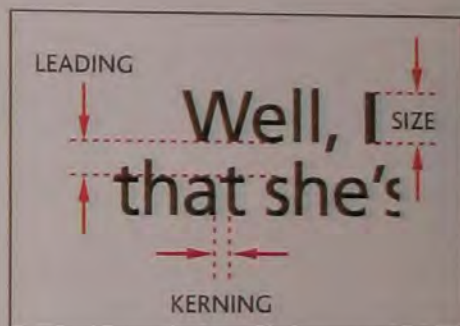 LEADING
Well, I
SIZE
that she's
KERNING